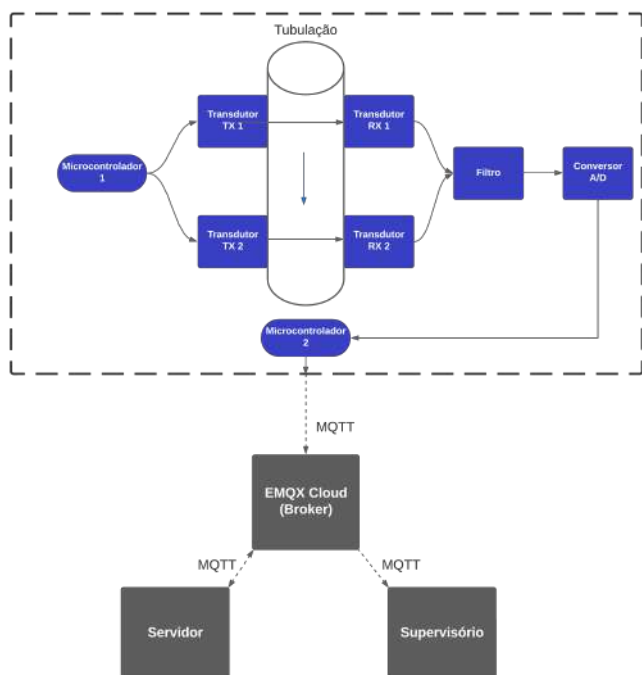 Tubulação
Transdutor
TX 1
Transdutor
RX 1
Microcontrolador
1
Filtro
Conversor
A/D
Transdutor
TX 2
Transdutor
RX 2
Microcontrolador
2
MQTT
EMQX Cloud
(Broker)
MQTT
MQTT
Servidor
Supervisório